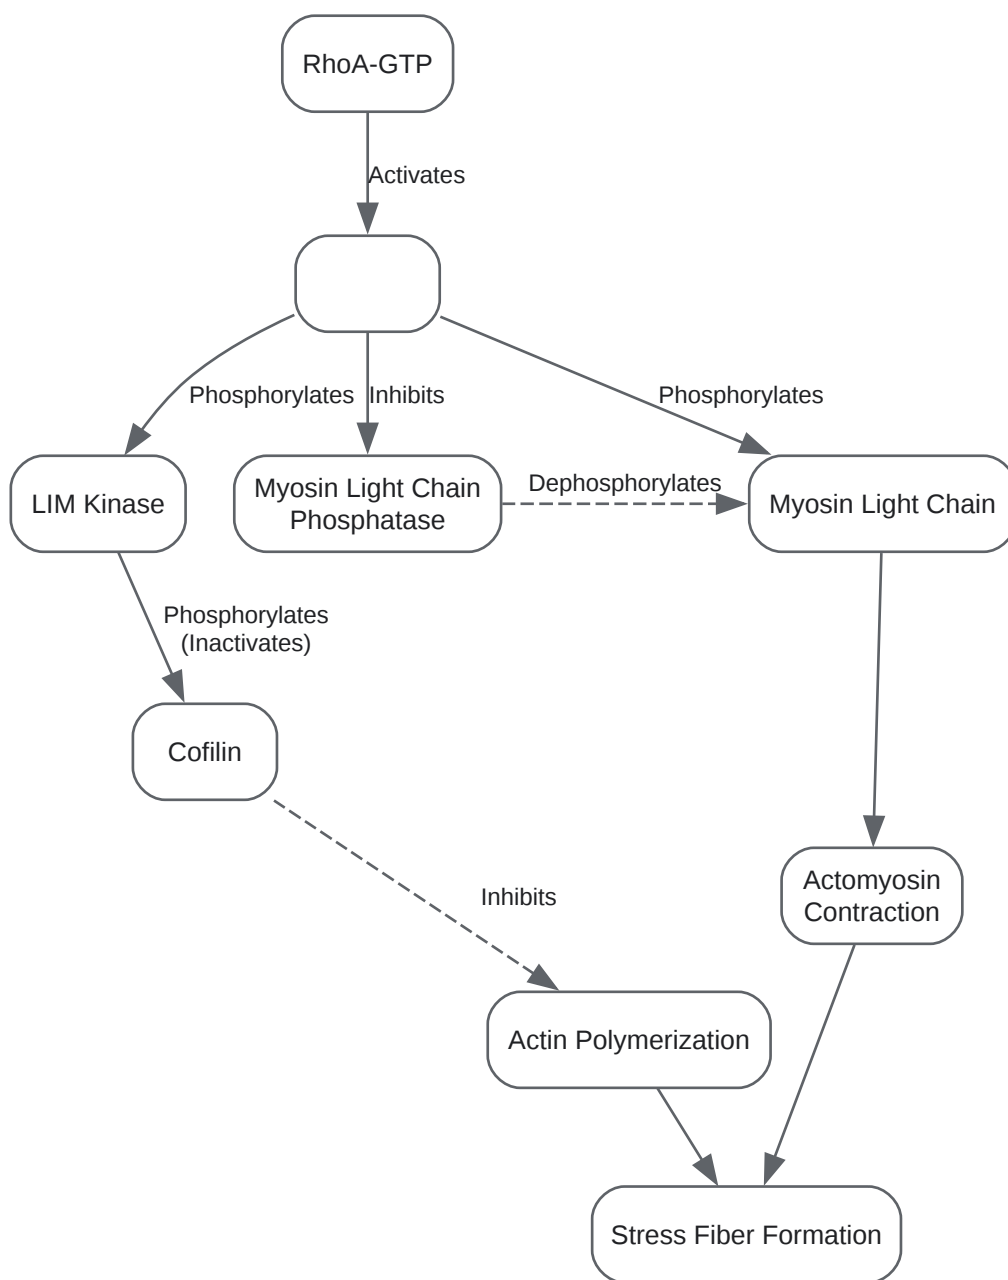 RhoA-GTP
Activates
Phosphorylates
Inhibits
Phosphorylates
LIM Kinase
Myosin Light Chain
Phosphatase
Dephosphorylates
Myosin Light Chain
Phosphorylates
(Inactivates)
Cofilin
Inhibits
Actomyosin
Contraction
Actin Polymerization
Stress Fiber Formation